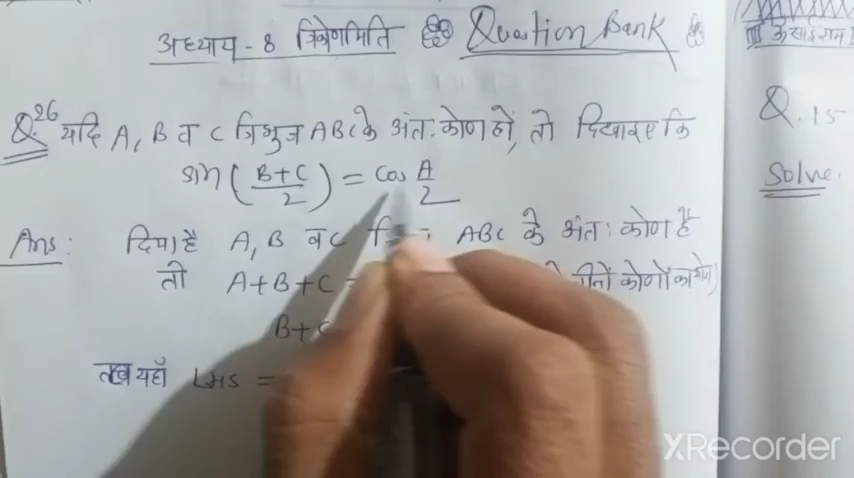 अध्याय - 8 त्रिकोणमिति Question Bank
Q.26 यदि A, B व C त्रिभुज ABC के अंत: कोण हों, तो दिखाइए कि
sin (B+C/2) = cos A/2
Ans: दिया है A, B व C ABC के अंत: कोण हैं
तो A+B+C = तीनों कोणों का योग)
B+C
तब यहाँ LHS =
Q.15
Solve.
XRecorder